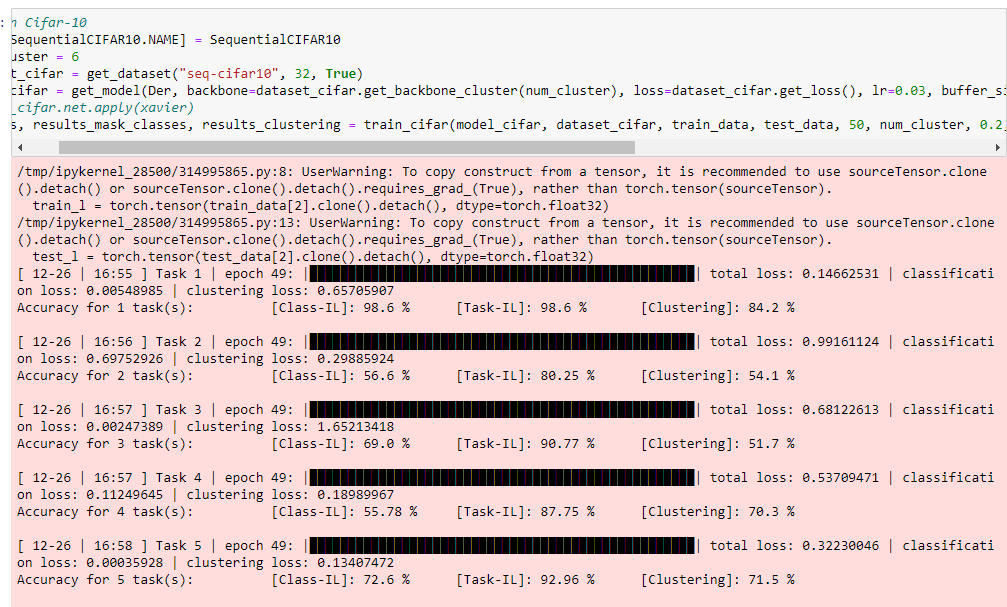 : n Cifar-10
SequentialCIFAR10.NAME] = SequentialCIFAR10
uster = 6
t_cifar = get_dataset("seq-cifar10", 32, True)
cifar = get_model(Der, backbone=dataset_cifar.get_backbone_cluster(num_cluster), loss=dataset_cifar.get_loss(), lr=0.03, buffer_si
_cifar.net.apply(xavier)
s, results_mask_classes, results_clustering = train_cifar(model_cifar, dataset_cifar, train_data, test_data, 50, num_cluster, 0.2,
/tmp/ipykernel_28500/314995865.py:8: UserWarning: To copy construct from a tensor, it is recommended to use sourceTensor.clone
().detach() or sourceTensor.clone().detach().requires_grad_(True), rather than torch.tensor(sourceTensor).
train_l = torch.tensor(train_data[2].clone().detach(), dtype=torch.float32)
/tmp/ipykernel_28500/314995865.py:13: UserWarning: To copy construct from a tensor, it is recommended to use sourceTensor.clone
().detach() or sourceTensor.clone().detach().requires_grad_(True), rather than torch.tensor(sourceTensor).
test_l = torch.tensor(test_data[2].clone().detach(), dtype=torch.float32)
[ 12-26 | 16:55 ] Task 1 | epoch 49: | | total loss: 0.14662531 | classificati
on loss: 0.00548985 | clustering loss: 0.65705907
Accuracy for 1 task(s): [Class-IL]: 98.6 % [Task-IL]: 98.6 % [Clustering]: 84.2 %
[ 12-26 | 16:56 ] Task 2 | epoch 49: | | total loss: 0.99161124 | classificati
on loss: 0.69752926 | clustering loss: 0.29885924
Accuracy for 2 task(s): [Class-IL]: 56.6 % [Task-IL]: 80.25 % [Clustering]: 54.1 %
[ 12-26 | 16:57 ] Task 3 | epoch 49: | | total loss: 0.68122613 | classificati
on loss: 0.00247389 | clustering loss: 1.65213418
Accuracy for 3 task(s): [Class-IL]: 69.0 % [Task-IL]: 90.77 % [Clustering]: 51.7 %
[ 12-26 | 16:57 ] Task 4 | epoch 49: | | total loss: 0.53709471 | classificati
on loss: 0.11249645 | clustering loss: 0.18989967
Accuracy for 4 task(s): [Class-IL]: 55.78 % [Task-IL]: 87.75 % [Clustering]: 70.3 %
[ 12-26 | 16:58 ] Task 5 | epoch 49: | | total loss: 0.32230046 | classificati
on loss: 0.00035928 | clustering loss: 0.13407472
Accuracy for 5 task(s): [Class-IL]: 72.6 % [Task-IL]: 92.96 % [Clustering]: 71.5 %